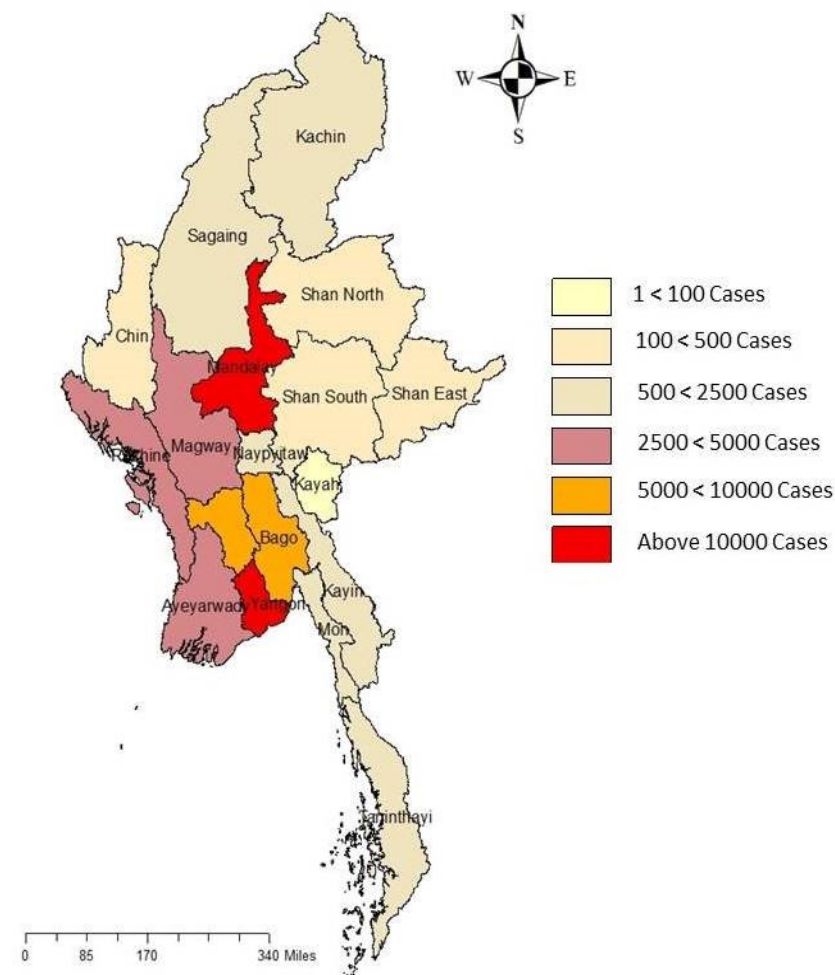 N
W E
S
Kachin
Sagaing
Shan North
Chin
Mandalay
Shan South
Shan East
Rakhine
Magway
Naypyitaw
Kayah
Bago
Ayeyarwady
Yangon
Kayin
Mon
Taninthayi
1 < 100 Cases
100 < 500 Cases
500 < 2500 Cases
2500 < 5000 Cases
5000 < 10000 Cases
Above 10000 Cases
0 85 170 340 Miles